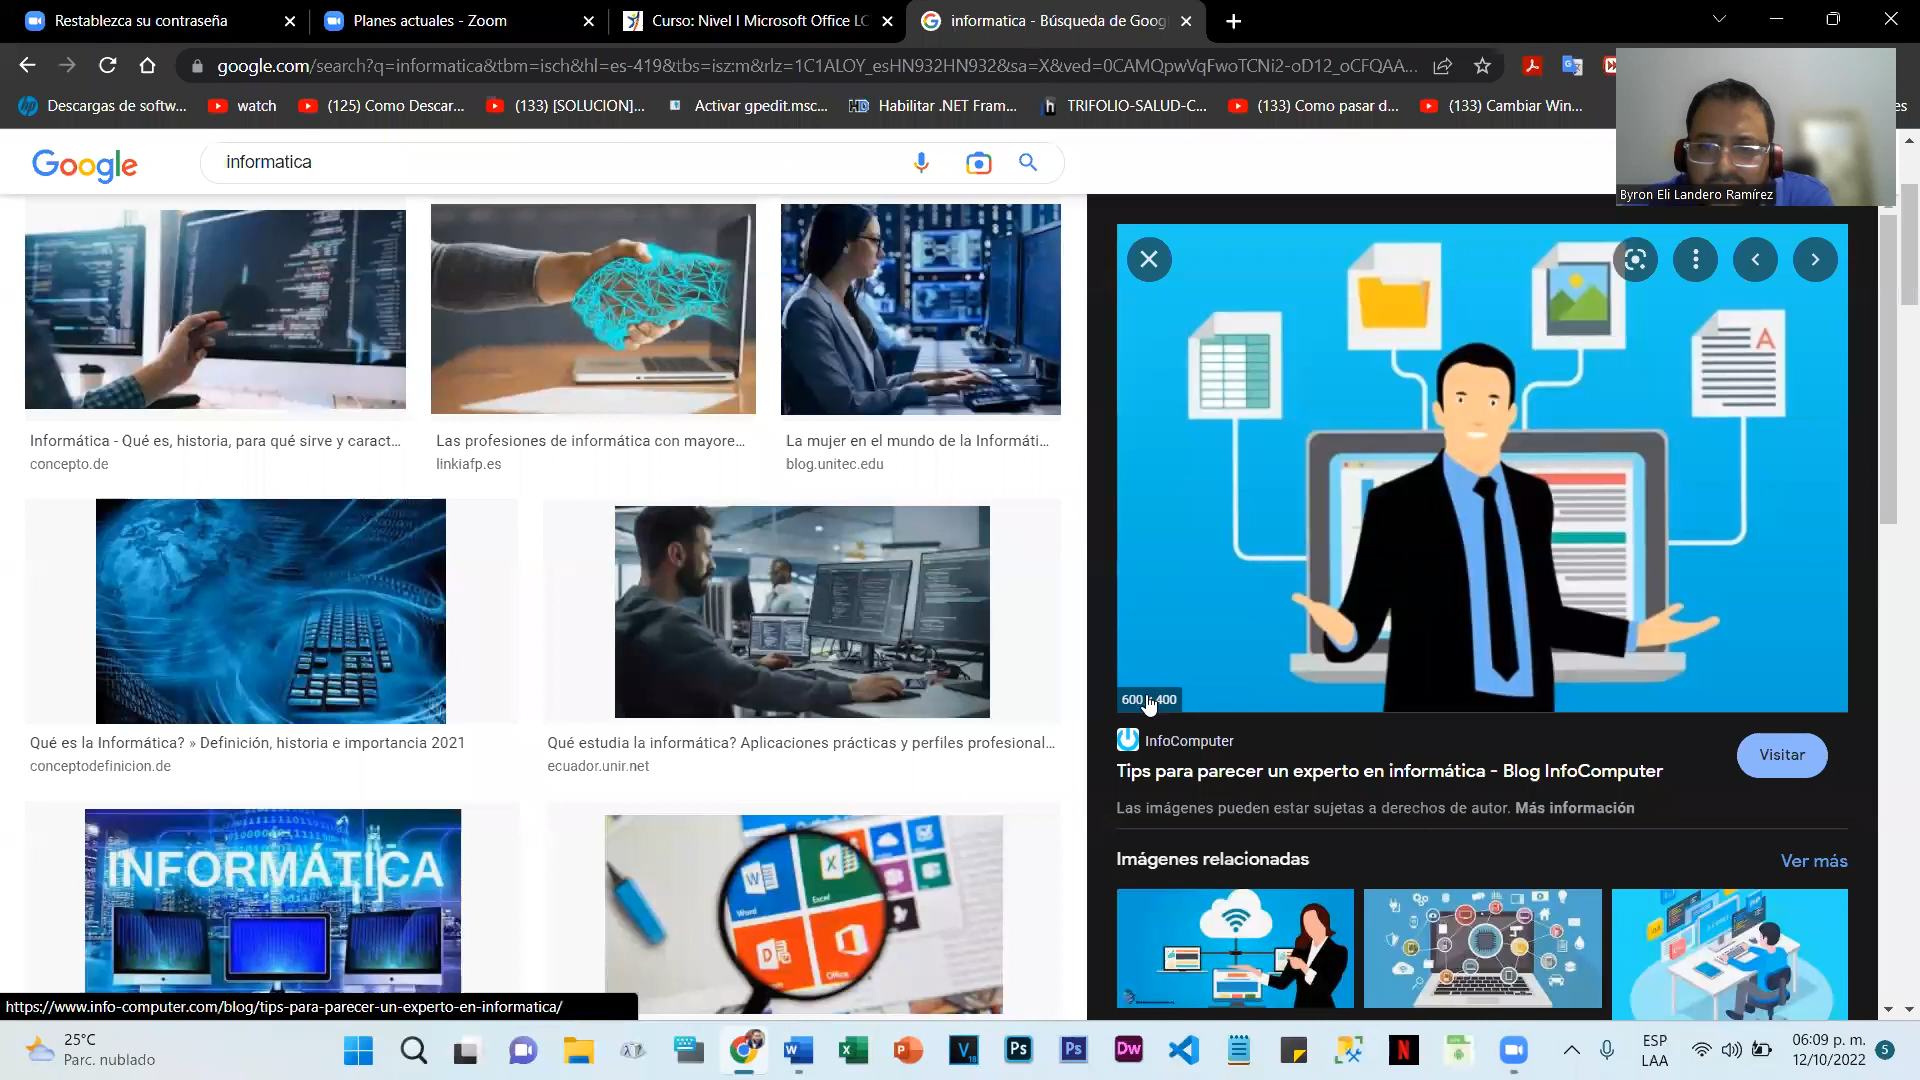 Restablezca su contraseña
Planes actuales - Zoom
Curso: Nivel I Microsoft Office LC
informatica - Búsqueda de Goog
google.com/search?q=informatica&tbm=isch&hl=es-419&tbs=isz:m&rlz=1C1ALOY_esHN932HN932&sa=X&ved=0CAMQpwVqFwoTCNi2-oD12_oCFQAA...
Descargas de softw...
watch
(125) Como Descar...
(133) [SOLUCION]...
Activar gpedit.msc...
Habilitar .NET Fram...
TRIFOLIO-SALUD-C...
(133) Como pasar d...
(133) Cambiar Win...
es
Byron Eli Landero Ramírez
Google
informatica
Informática - Qué es, historia, para qué sirve y caract...
concepto.de
Las profesiones de informática con mayore...
linkiafp.es
La mujer en el mundo de la Informáti...
blog.unitec.edu
Qué es la Informática? » Definición, historia e importancia 2021
conceptodefinicion.de
Qué estudia la informática? Aplicaciones prácticas y perfiles profesional...
ecuador.unir.net
INFORMÁTICA
Word
Excel
Office
A
600 400
InfoComputer
Tips para parecer un experto en informática - Blog InfoComputer
Visitar
Las imágenes pueden estar sujetas a derechos de autor. Más información
Imágenes relacionadas
Ver más
https://www.info-computer.com/blog/tips-para-parecer-un-experto-en-informatica/
25°C
Parc. nublado
ESP
LAA
06:09 p. m.
12/10/2022
5